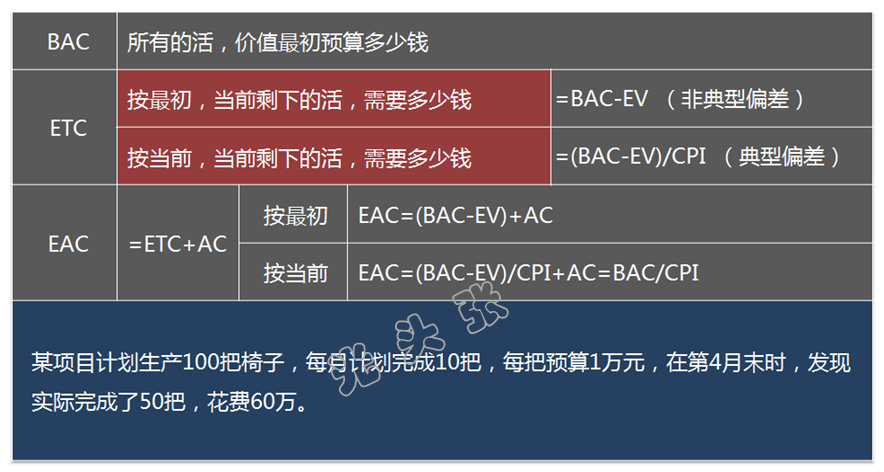 BAC 所有的活，价值最初预算多少钱
ETC
按最初，当前剩下的活，需要多少钱 =BAC-EV （非典型偏差）
按当前，当前剩下的活，需要多少钱 =(BAC-EV)/CPI （典型偏差）
EAC =ETC+AC
按最初 EAC=(BAC-EV)+AC
按当前 EAC=(BAC-EV)/CPI+AC=BAC/CPI
某项目计划生产100把椅子，每月计划完成10把，每把预算1万元，在第4月末时，发现
实际完成了50把，花费60万。